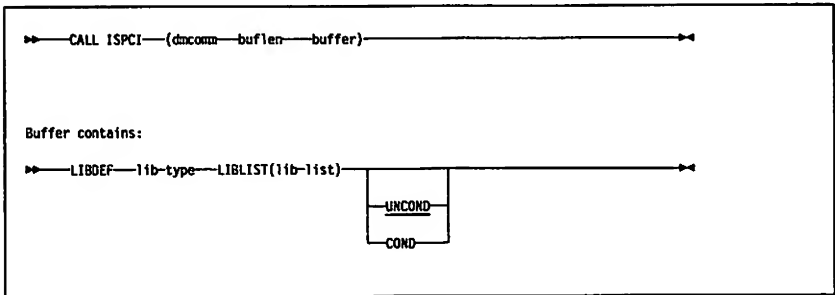 CALL ISPCI (dmcomm buflen buffer)
Buffer contains:
LIBDEF lib-type LIBLIST(lib-list)
UNCOND
COND